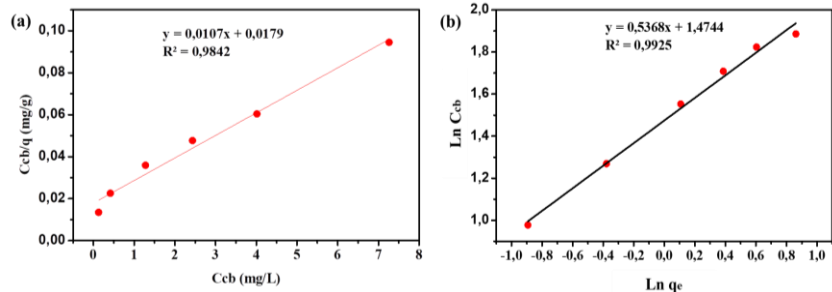 (a)
y = 0,0107x + 0,0179
R² = 0,9842
Ccb/q (mg/g)
0,10
0,08
0,06
0,04
0,02
0,00
0 1 2 3 4 5 6 7 8
Ccb (mg/L)
(b)
y = 0,5368x + 1,4744
R² = 0,9925
Ln Ccb
2,0
1,8
1,6
1,4
1,2
1,0
-1,0 -0,8 -0,6 -0,4 -0,2 0,0 0,2 0,4 0,6 0,8 1,0
Ln qe